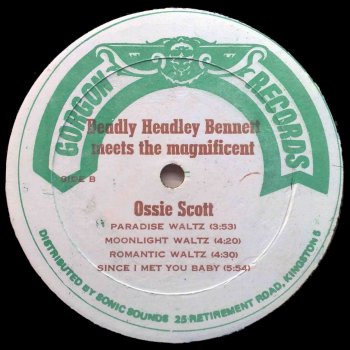 GORGON RECORDS
Deadly Headley Bennett
meets the magnificent
SIDE B
Ossie Scott
PARADISE WALTZ (3:53)
MOONLIGHT WALTZ (4:20)
ROMANTIC WALTZ (4:30)
SINCE I MET YOU BABY (5:54)
DISTRIBUTED BY SONIC SOUNDS 25 RETIREMENT ROAD, KINGSTON 5